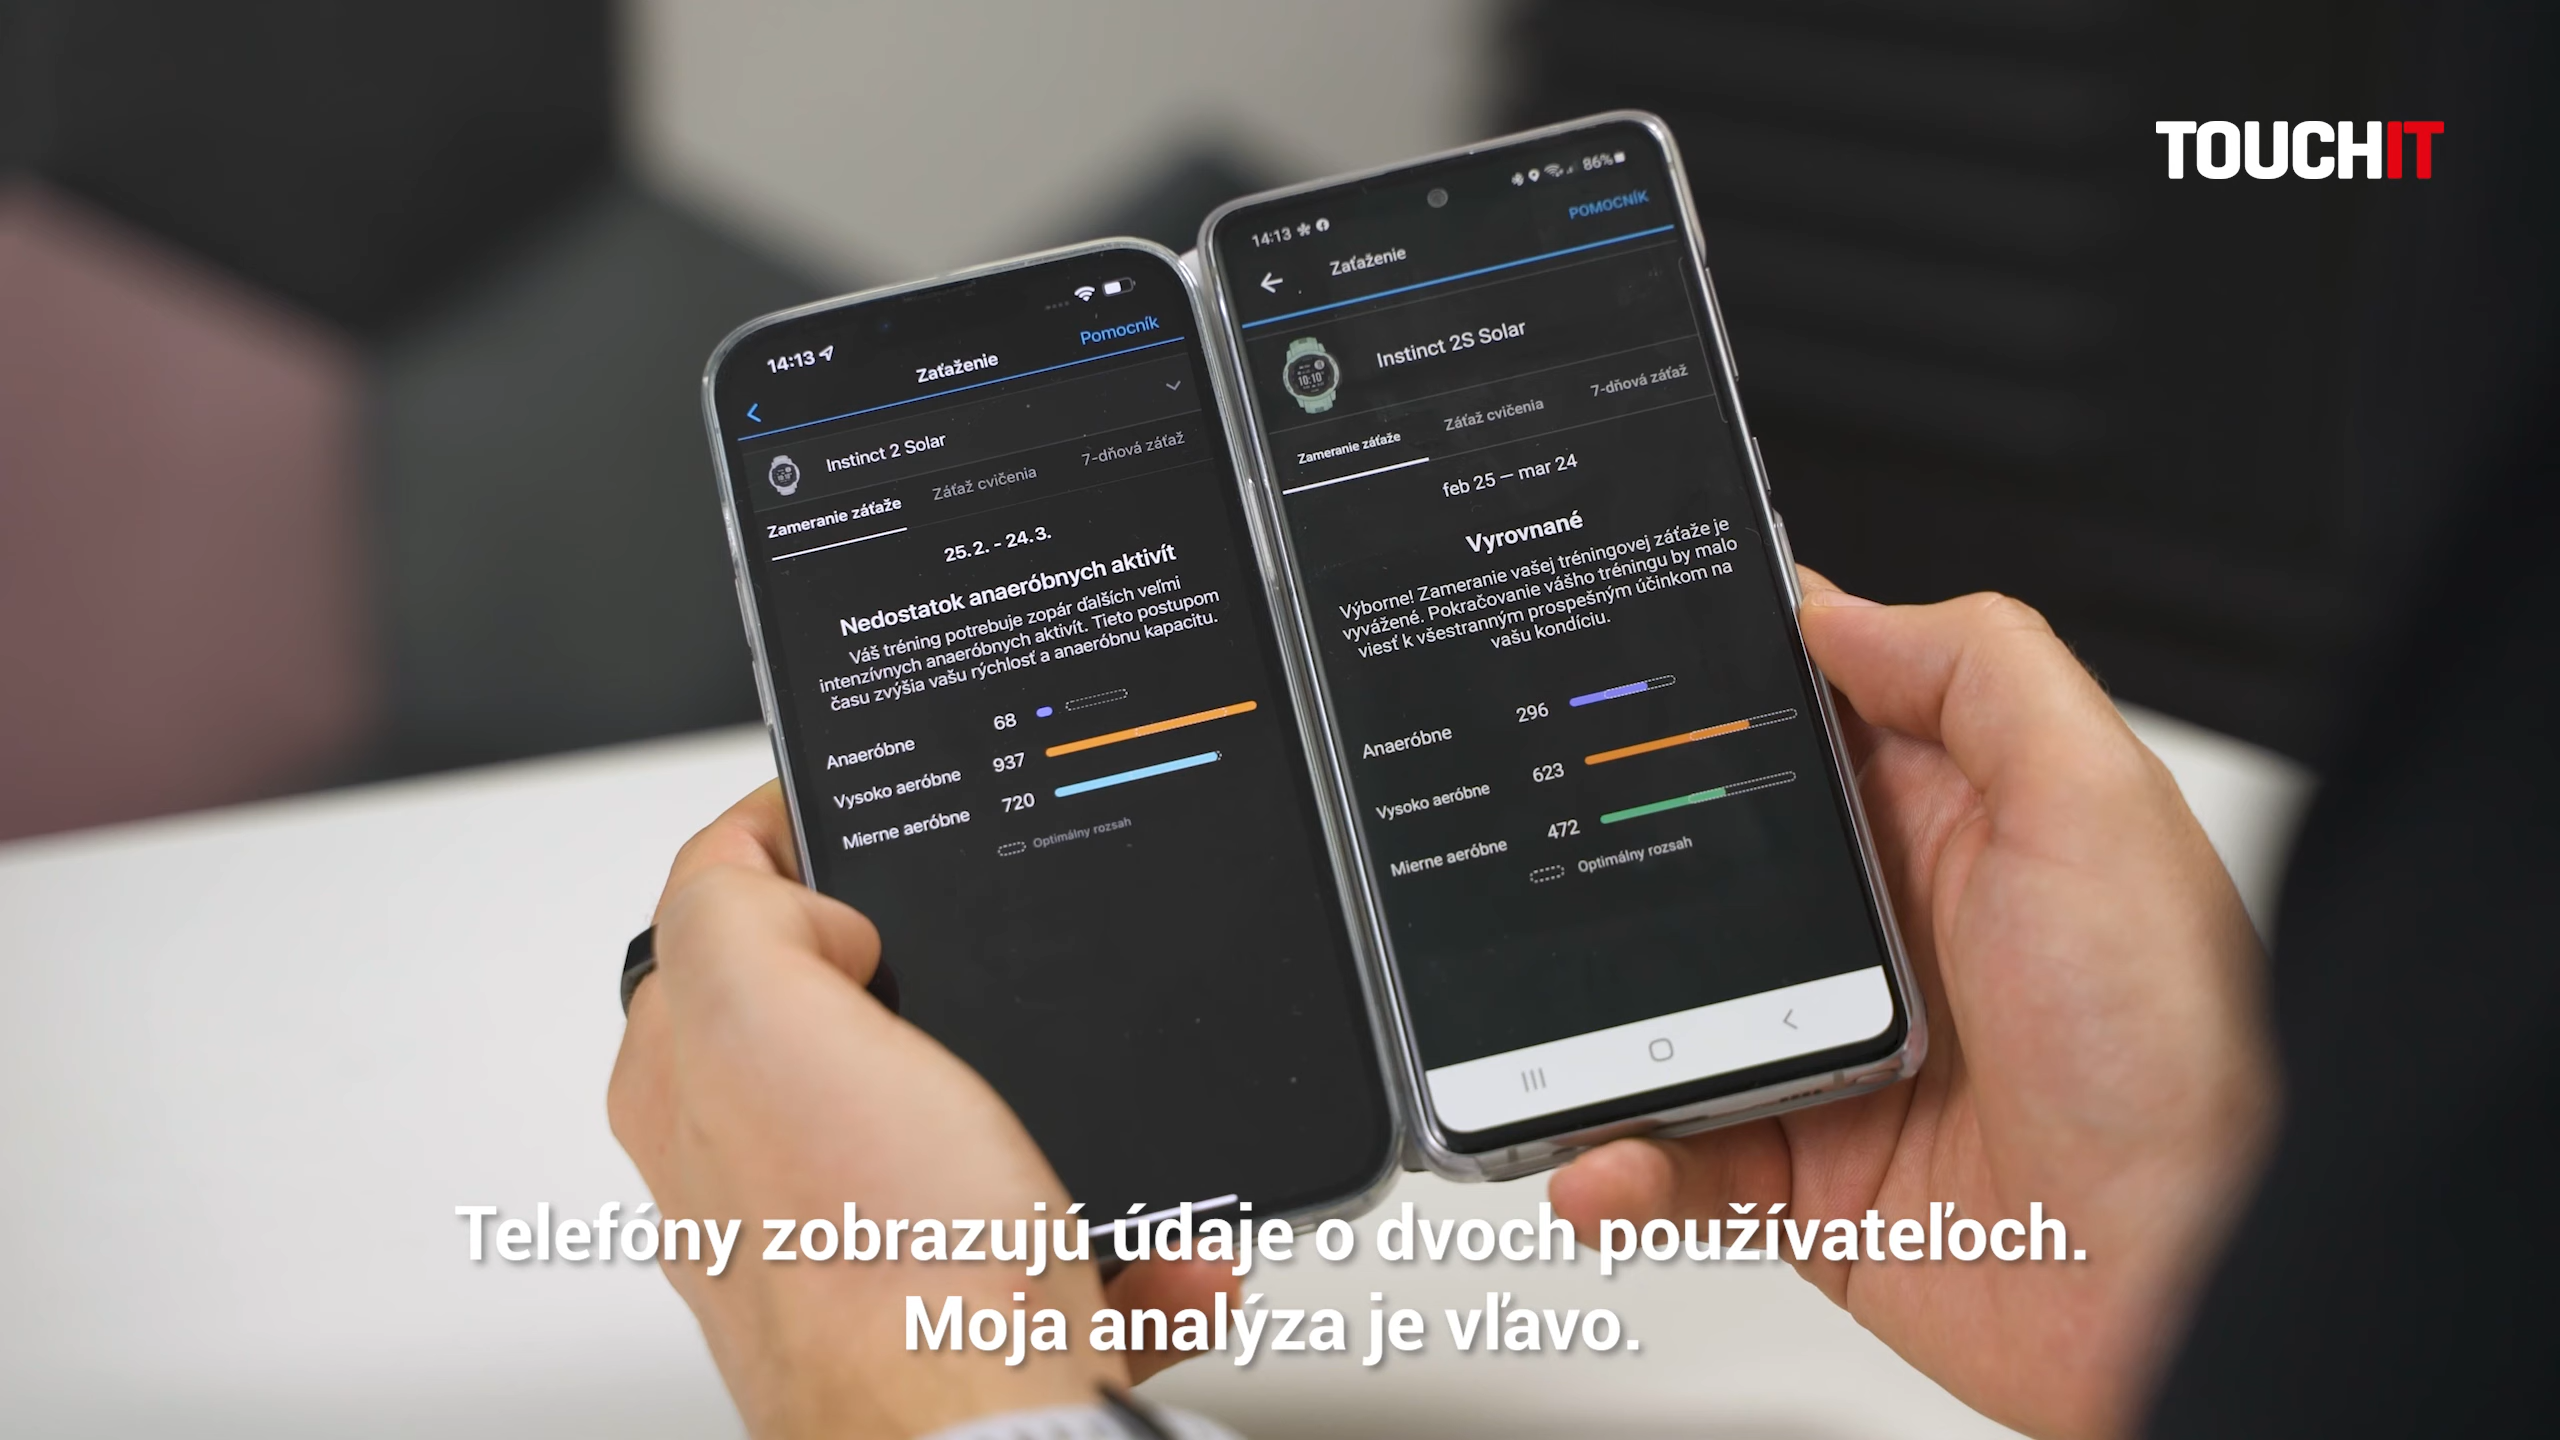 TOUCHIT
14:13
Pomocník
Zaťaženie
Instinct 2 Solar
Zameranie záťaže
Záťaž cvičenia
7-dňová záťaž
25.2. - 24.3.
Nedostatok anaeróbnych aktivít
Váš tréning potrebuje zopár ďalších veľmi
intenzívnych anaeróbnych aktivít. Tieto postupom
času zvýšia vašu rýchlosť a anaeróbnu kapacitu.
Anaeróbne 68
Vysoko aeróbne 937
Mierne aeróbne 720
Optimálny rozsah
14:13
86%
POMOCNÍK
Zaťaženie
Instinct 2S Solar
10:10
Zameranie záťaže
Záťaž cvičenia
7-dňová záťaž
feb 25 – mar 24
Vyrovnané
Výborne! Zameranie vašej tréningovej záťaže je
vyvážené. Pokračovanie vášho tréningu by malo
viesť k všestranným prospešným účinkom na
vašu kondíciu.
Anaeróbne 296
Vysoko aeróbne 623
Mierne aeróbne 472
Optimálny rozsah
Telefóny zobrazujú údaje o dvoch používateľoch.
Moja analýza je vľavo.